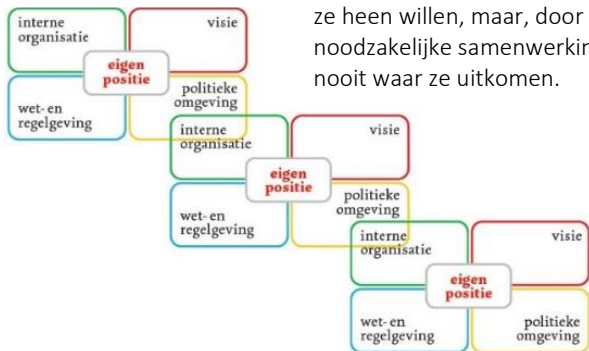 ze heen willen, maar, door
noodzakelijke samenwerkin
nooit waar ze uitkomen.
interne
organisatie
visie
eigen
positie
wet- en
regelgeving
politieke
omgeving
interne
organisatie
visie
eigen
positie
wet- en
regelgeving
politieke
omgeving
interne
organisatie
visie
eigen
positie
wet- en
regelgeving
politieke
omgeving